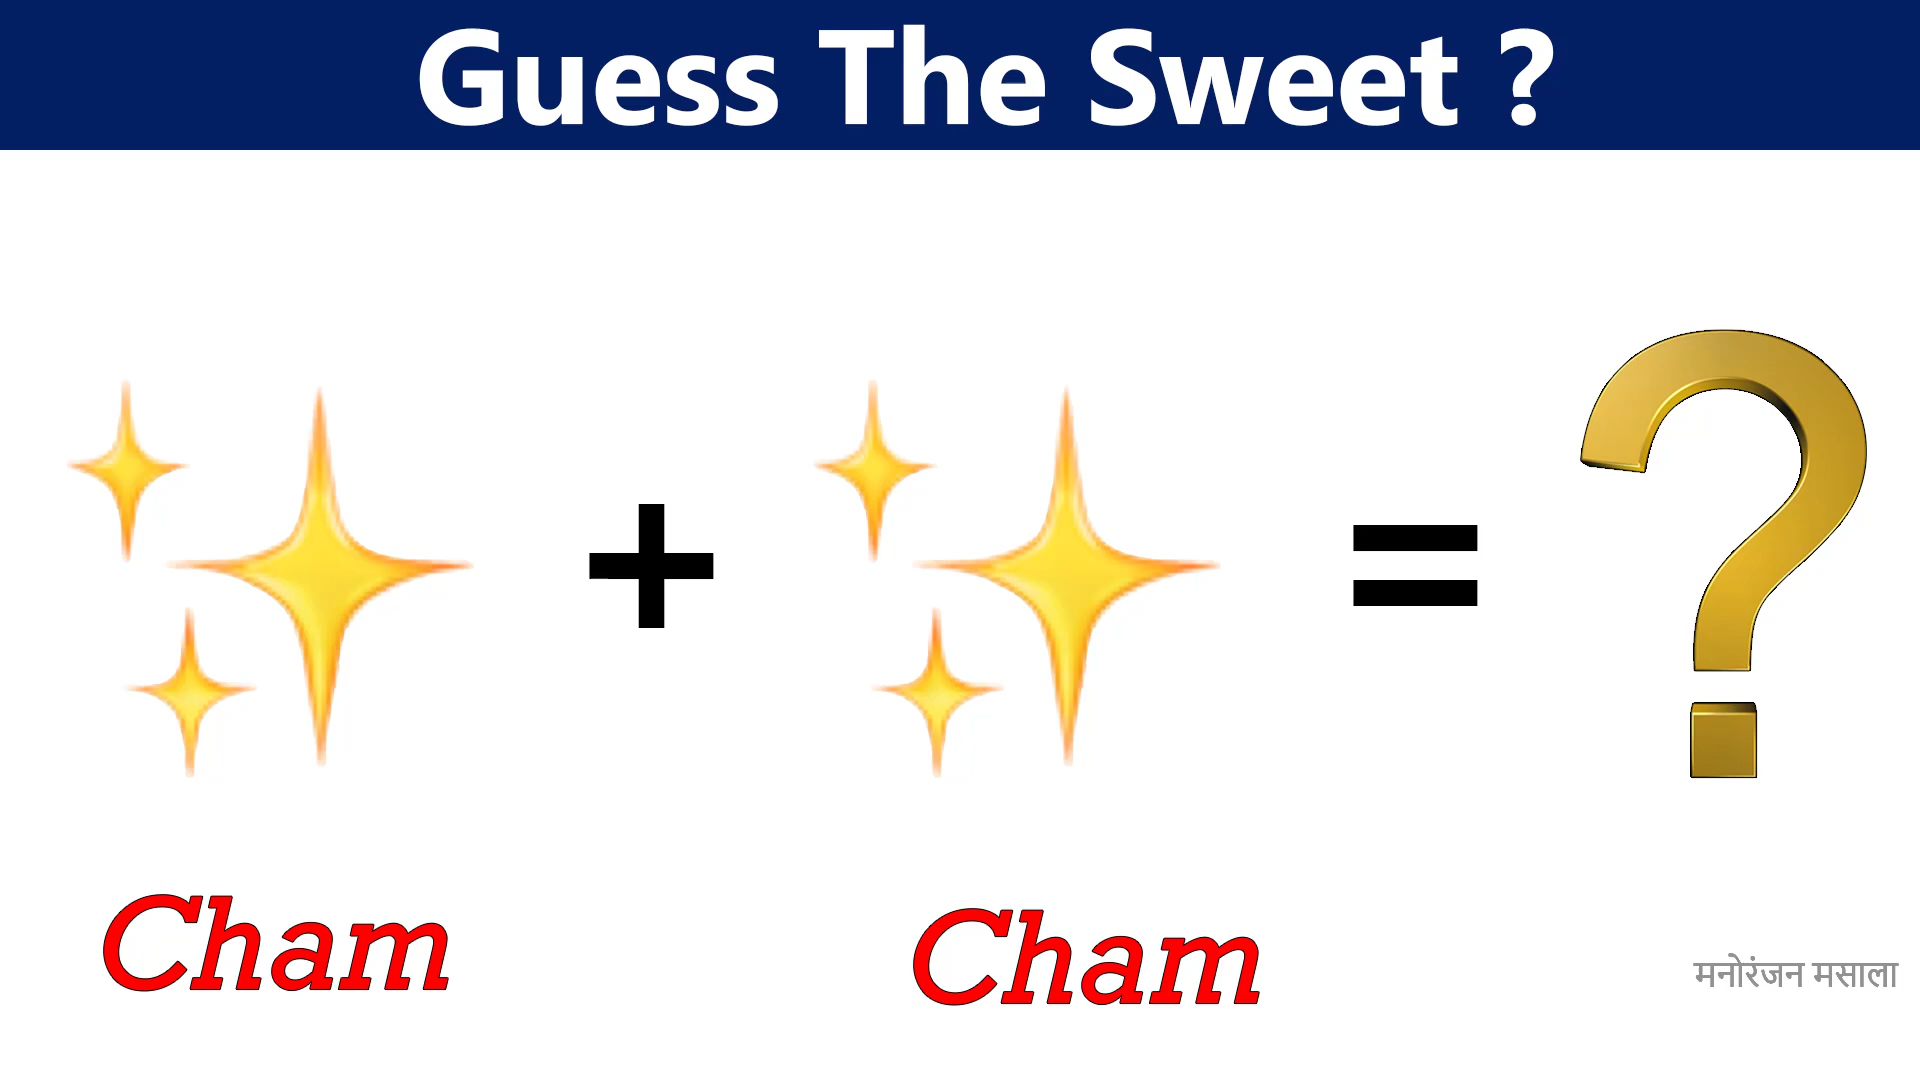 Guess The Sweet ?
+ =
?
Cham Cham
मनोरंजन मसाला